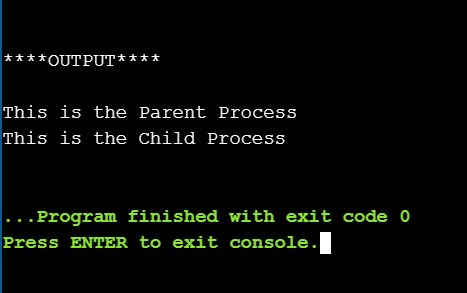 ****OUTPUT****
This is the Parent Process
This is the Child Process
...Program finished with exit code 0
Press ENTER to exit console.